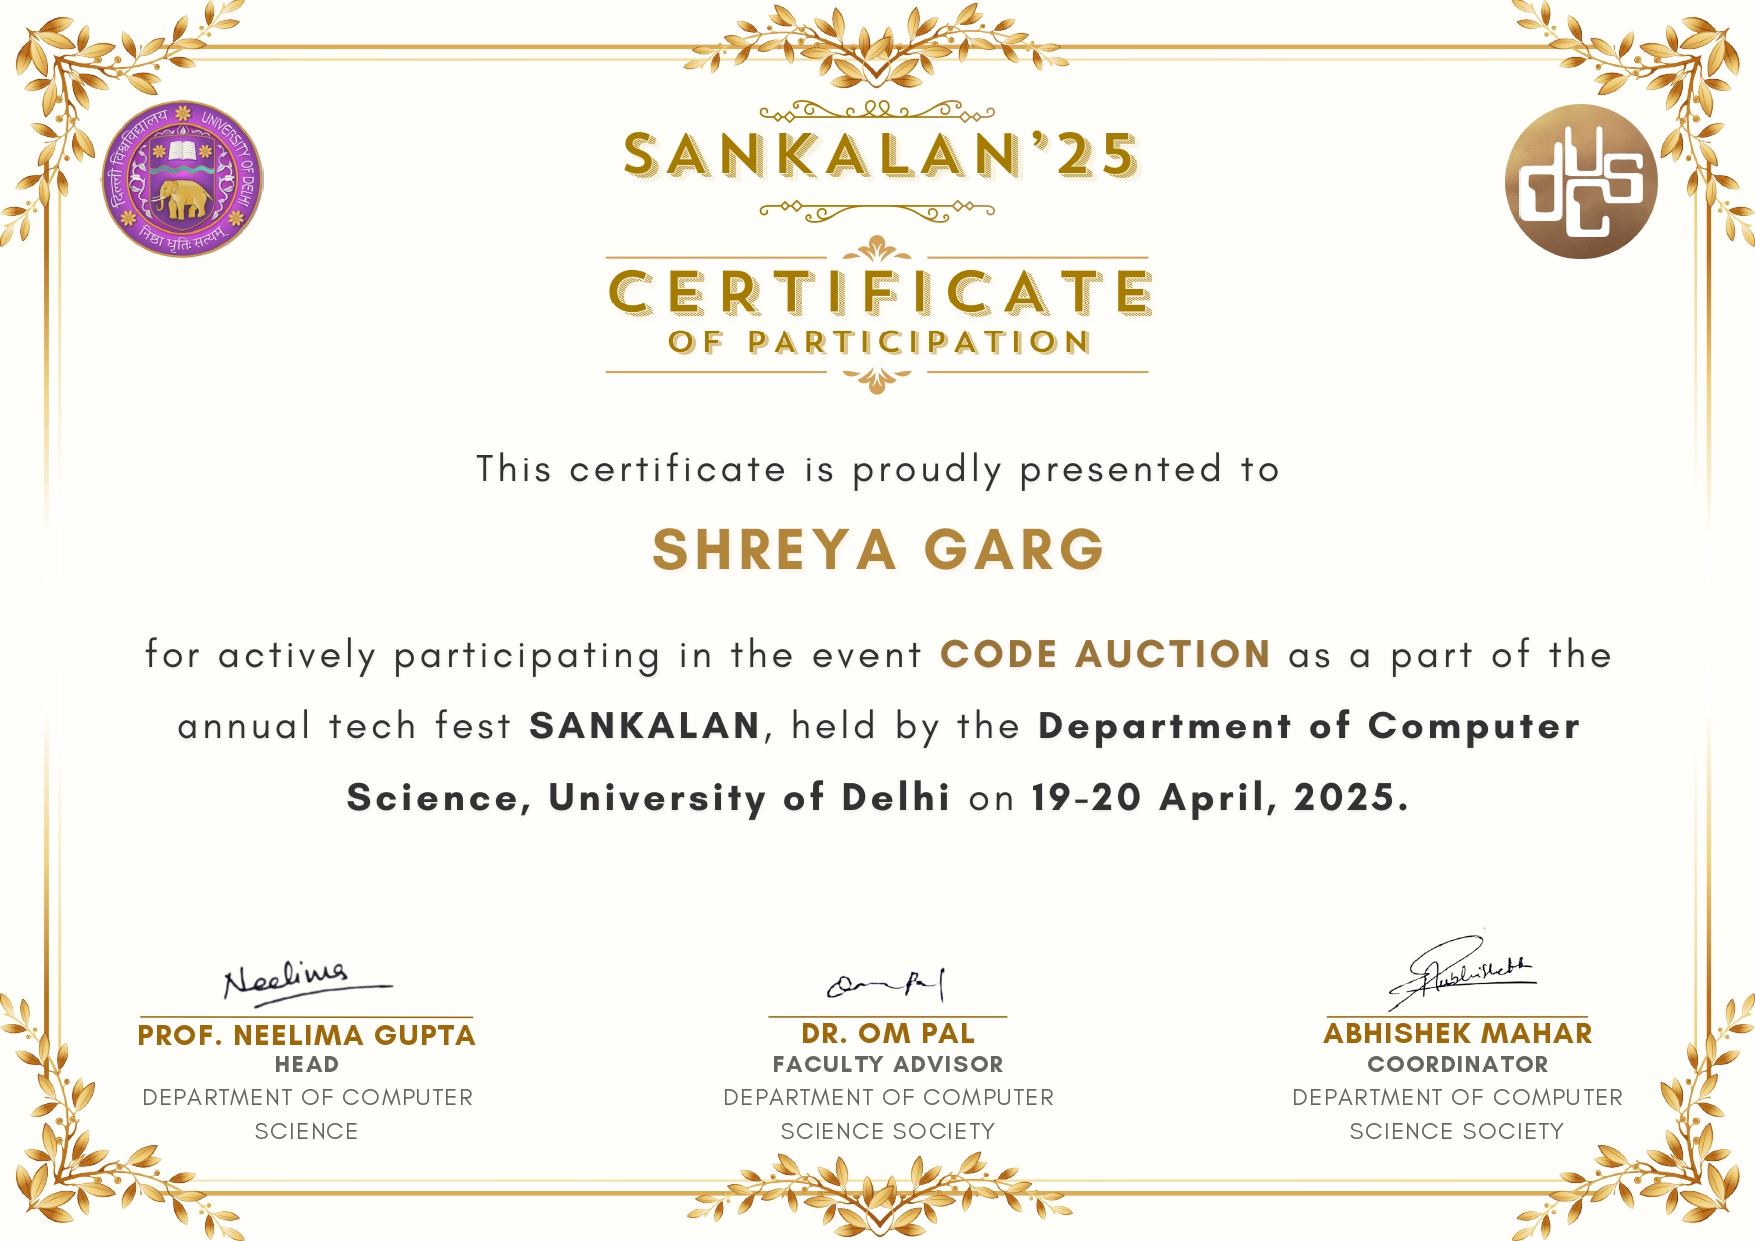 दिल्ली विश्वविद्यालय
UNIVERSITY OF DELHI
निष्ठा धृतिः सत्यम्
ducs
SANKALAN’25
CERTIFICATE
OF PARTICIPATION
This certificate is proudly presented to
SHREYA GARG
for actively participating in the event CODE AUCTION as a part of the
annual tech fest SANKALAN, held by the Department of Computer
Science, University of Delhi on 19-20 April, 2025.
Neelima
PROF. NEELIMA GUPTA
HEAD
DEPARTMENT OF COMPUTER
SCIENCE
Om Pal
DR. OM PAL
FACULTY ADVISOR
DEPARTMENT OF COMPUTER
SCIENCE SOCIETY
Abhishek
ABHISHEK MAHAR
COORDINATOR
DEPARTMENT OF COMPUTER
SCIENCE SOCIETY